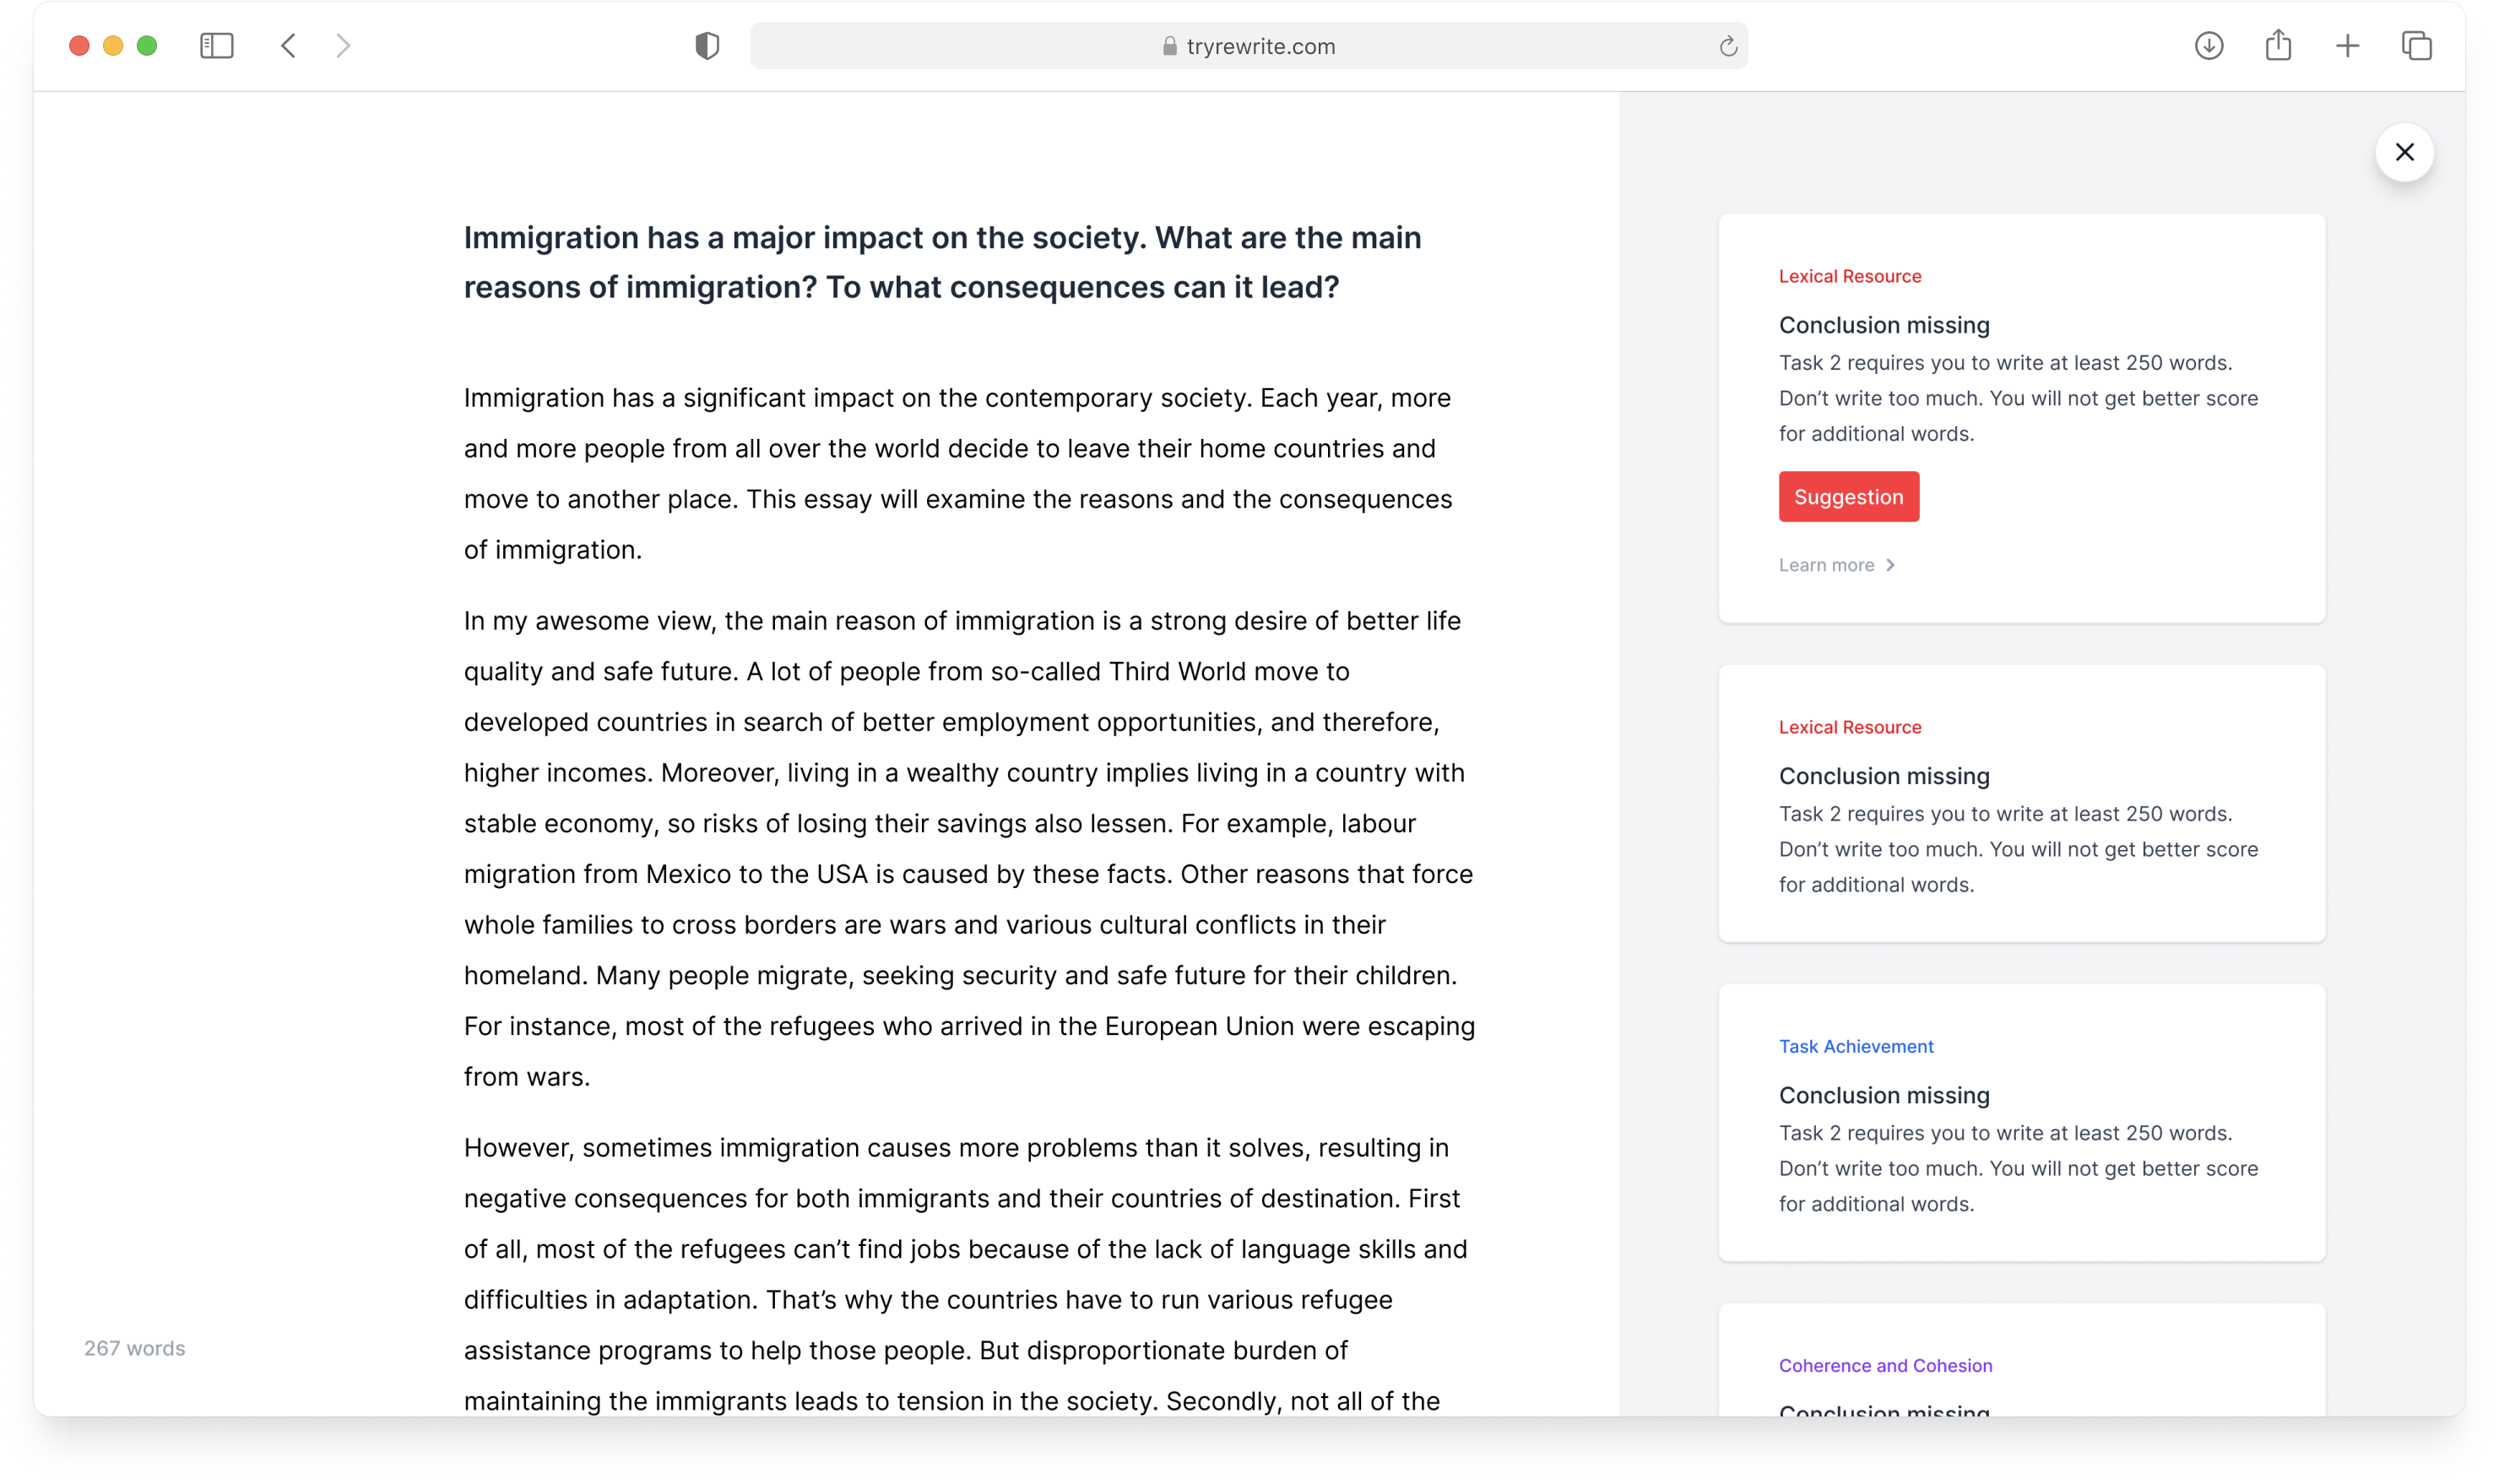 tryrewrite.com
Immigration has a major impact on the society. What are the main
reasons of immigration? To what consequences can it lead?
Immigration has a significant impact on the contemporary society. Each year, more
and more people from all over the world decide to leave their home countries and
move to another place. This essay will examine the reasons and the consequences
of immigration.
In my awesome view, the main reason of immigration is a strong desire of better life
quality and safe future. A lot of people from so-called Third World move to
developed countries in search of better employment opportunities, and therefore,
higher incomes. Moreover, living in a wealthy country implies living in a country with
stable economy, so risks of losing their savings also lessen. For example, labour
migration from Mexico to the USA is caused by these facts. Other reasons that force
whole families to cross borders are wars and various cultural conflicts in their
homeland. Many people migrate, seeking security and safe future for their children.
For instance, most of the refugees who arrived in the European Union were escaping
from wars.
However, sometimes immigration causes more problems than it solves, resulting in
negative consequences for both immigrants and their countries of destination. First
of all, most of the refugees can’t find jobs because of the lack of language skills and
difficulties in adaptation. That’s why the countries have to run various refugee
assistance programs to help those people. But disproportionate burden of
maintaining the immigrants leads to tension in the society. Secondly, not all of the
267 words
Lexical Resource
Conclusion missing
Task 2 requires you to write at least 250 words.
Don’t write too much. You will not get better score
for additional words.
Suggestion
Learn more
Lexical Resource
Conclusion missing
Task 2 requires you to write at least 250 words.
Don’t write too much. You will not get better score
for additional words.
Task Achievement
Conclusion missing
Task 2 requires you to write at least 250 words.
Don’t write too much. You will not get better score
for additional words.
Coherence and Cohesion
Conclusion missing